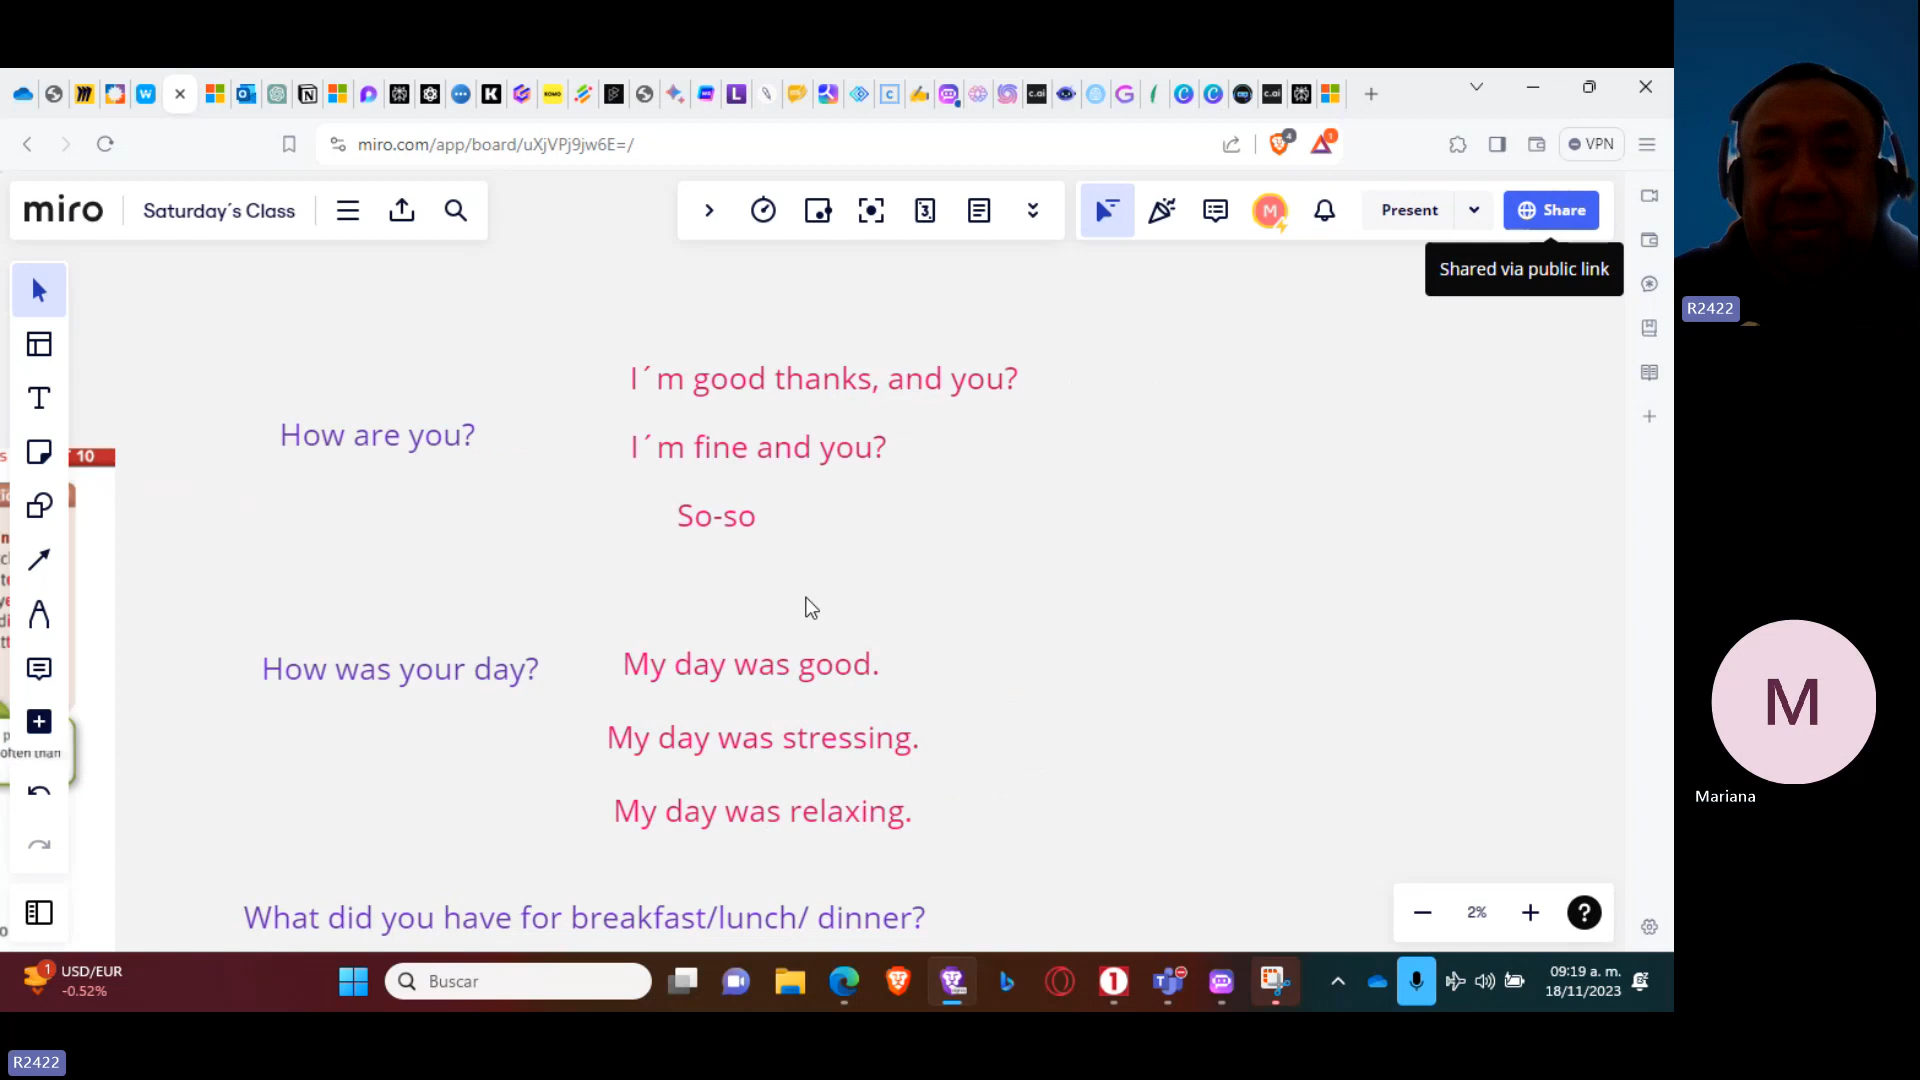 miro.com/app/board/uXjVPj9jw6E=/
VPN
miro
Saturday´s Class
3
M
Present
Share
Shared via public link
R2422
I´m good thanks, and you?
How are you?
I´m fine and you?
10
So-so
How was your day?
My day was good.
My day was stressing.
often than
My day was relaxing.
M
Mariana
What did you have for breakfast/lunch/ dinner?
2%
USD/EUR
-0.52%
Buscar
09:19 a. m.
18/11/2023
R2422